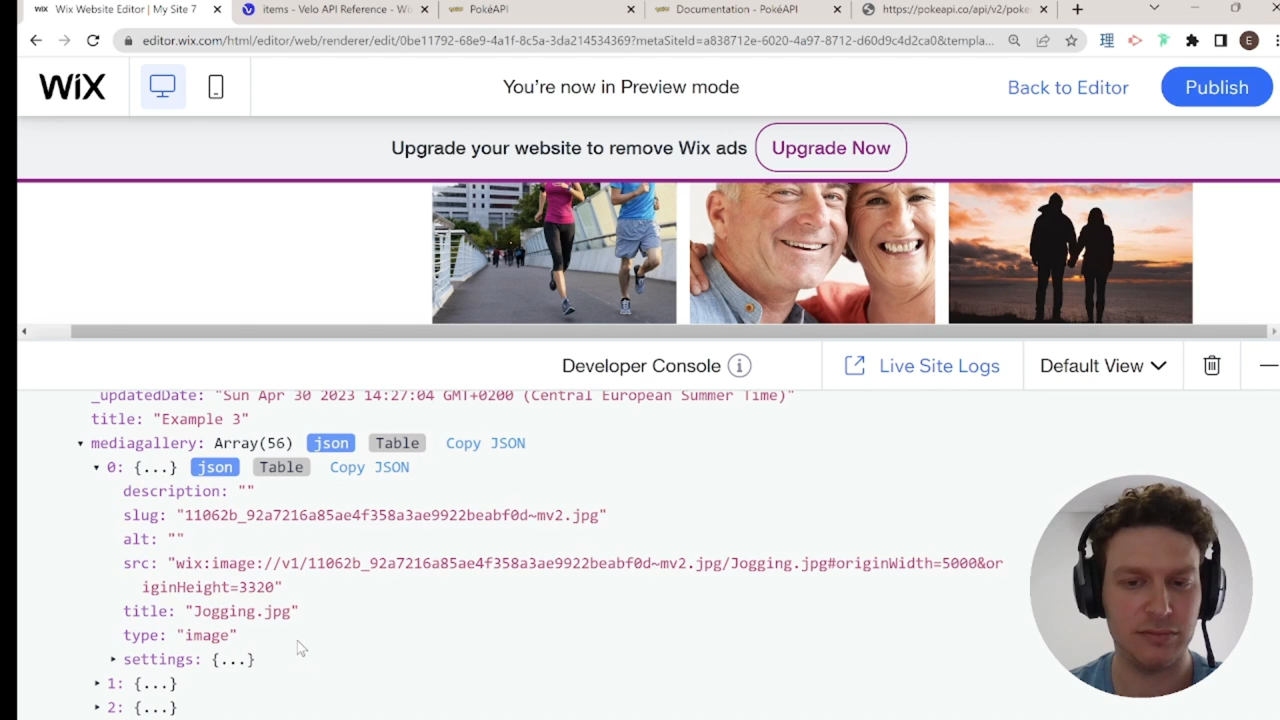 Wix Website Editor | My Site 7
items - Velo API Reference - Wi
PokéAPI
Documentation - PokéAPI
https://pokeapi.co/api/v2/poke
editor.wix.com/html/editor/web/renderer/edit/0be11792-68e9-4a1f-8c5a-3da214534369?metaSiteId=a838712e-6020-4a97-8712-d60d9c4d2ca0&templa...
E
WiX
You're now in Preview mode
Back to Editor
Publish
Upgrade your website to remove Wix ads
Upgrade Now
Developer Console
Live Site Logs
Default View
_updatedDate: "Sun Apr 30 2023 14:27:04 GMT+0200 (Central European Summer Time)"
title: "Example 3"
mediagallery: Array(56) json Table Copy JSON
0: {...} json Table Copy JSON
description: ""
slug: "11062b_92a7216a85ae4f358a3ae9922beabf0d~mv2.jpg"
alt: ""
src: "wix:image://v1/11062b_92a7216a85ae4f358a3ae9922beabf0d~mv2.jpg/Jogging.jpg#originWidth=5000&or
iginHeight=3320"
title: "Jogging.jpg"
type: "image"
settings: {...}
1: {...}
2: {...}